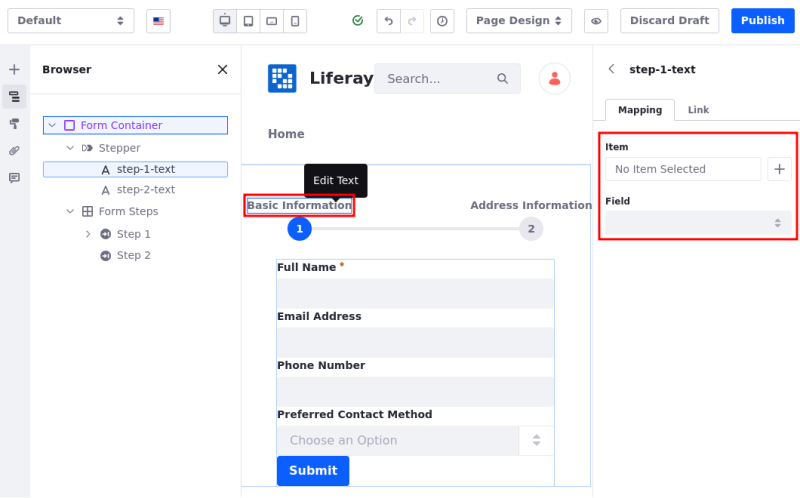 Default
Page Design
Discard Draft
Publish
Browser
Form Container
Stepper
step-1-text
step-2-text
Form Steps
Step 1
Step 2
Liferay
Search...
Home
Edit Text
Basic Information
Address Information
1
2
Full Name *
Email Address
Phone Number
Preferred Contact Method
Choose an Option
Submit
step-1-text
Mapping
Link
Item
No Item Selected
Field